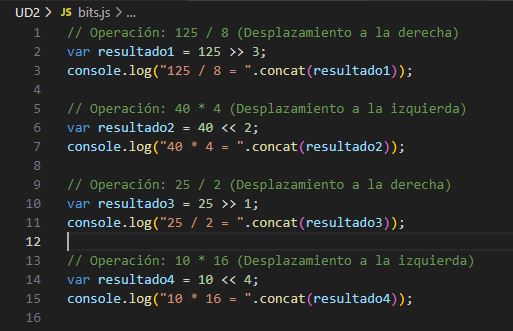 UD2 > JS bits.js > ...
1 // Operación: 125 / 8 (Desplazamiento a la derecha)
2 var resultado1 = 125 >> 3;
3 console.log("125 / 8 = ".concat(resultado1));
4
5 // Operación: 40 * 4 (Desplazamiento a la izquierda)
6 var resultado2 = 40 << 2;
7 console.log("40 * 4 = ".concat(resultado2));
8
9 // Operación: 25 / 2 (Desplazamiento a la derecha)
10 var resultado3 = 25 >> 1;
11 console.log("25 / 2 = ".concat(resultado3));
12
13 // Operación: 10 * 16 (Desplazamiento a la izquierda)
14 var resultado4 = 10 << 4;
15 console.log("10 * 16 = ".concat(resultado4));
16